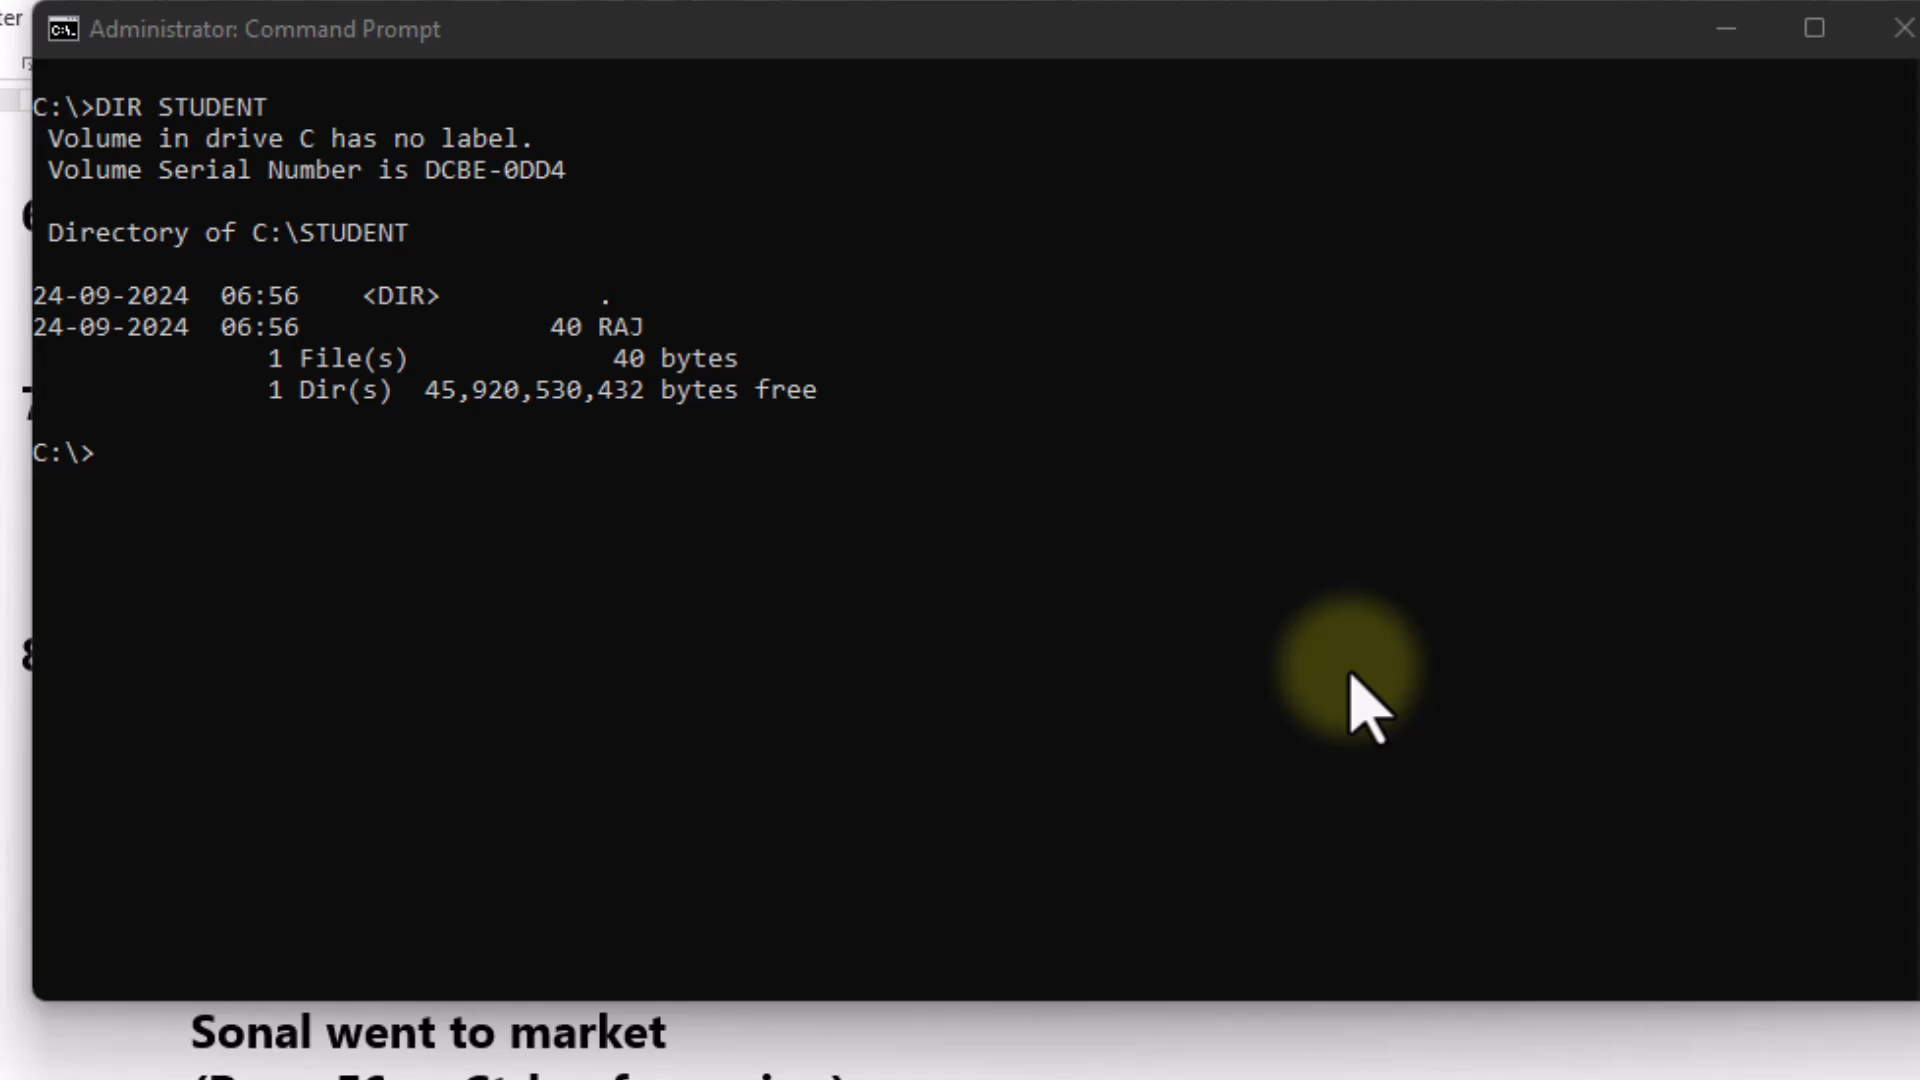 Administrator: Command Prompt
C:\>DIR STUDENT
Volume in drive C has no label.
Volume Serial Number is DCBE-0DD4
Directory of C:\STUDENT
24-09-2024 06:56 <DIR> .
24-09-2024 06:56 40 RAJ
1 File(s) 40 bytes
1 Dir(s) 45,920,530,432 bytes free
C:\>
Sonal went to market